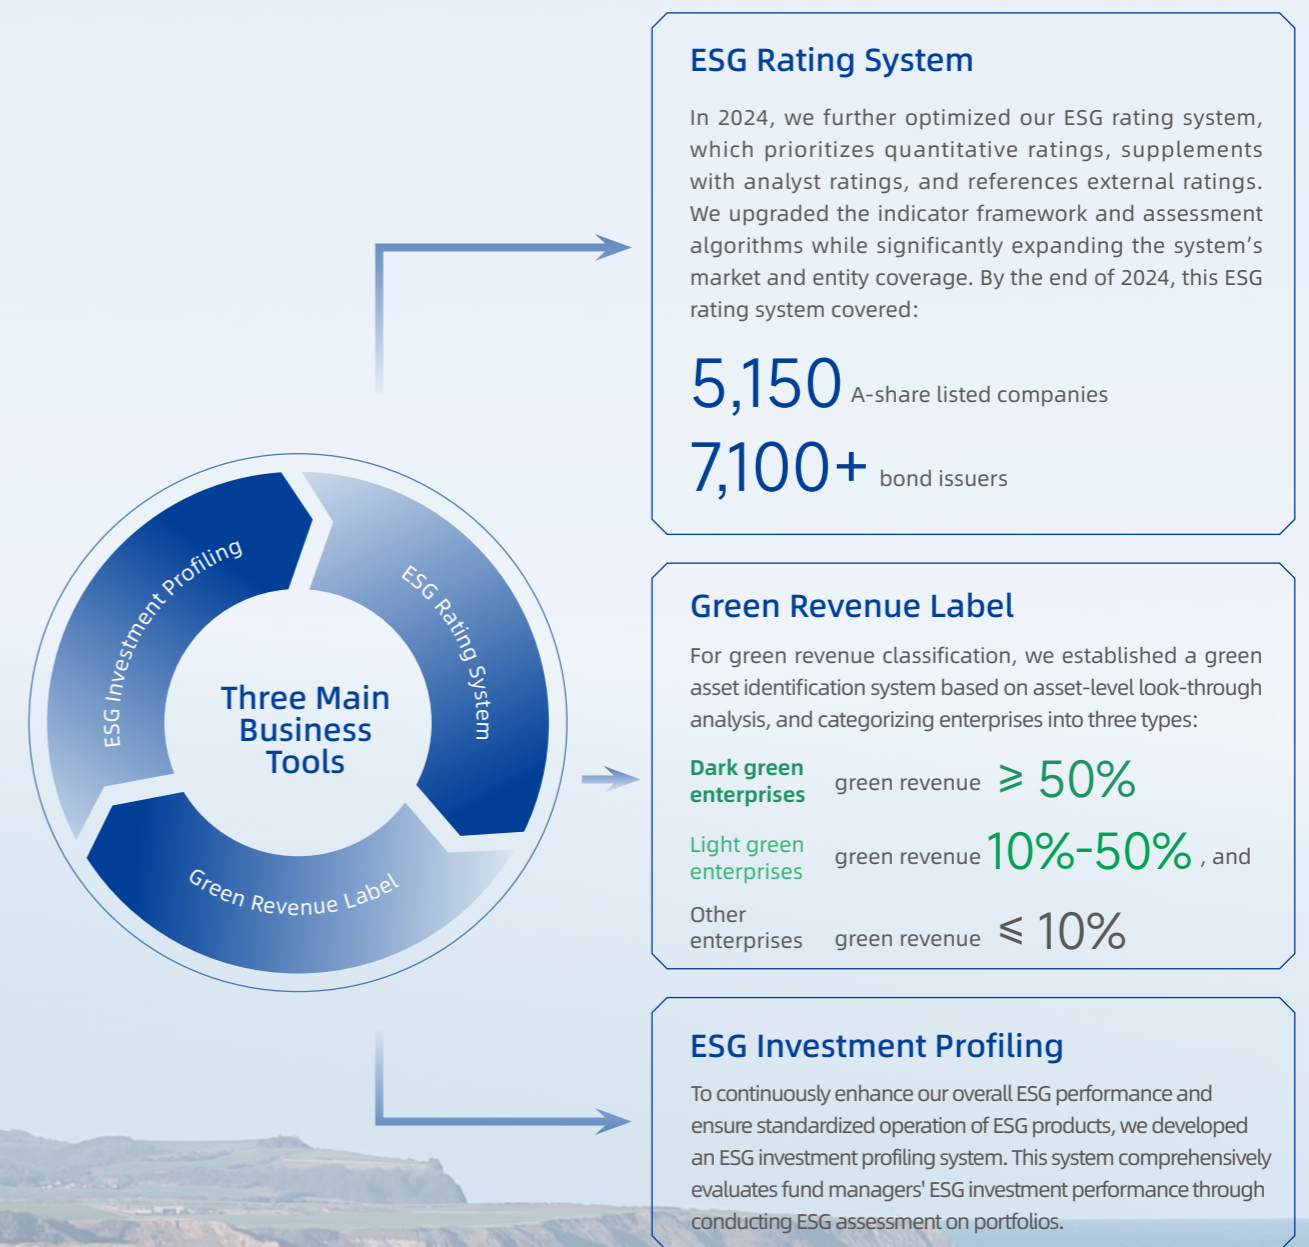 ESG Rating System
In 2024, we further optimized our ESG rating system,
which prioritizes quantitative ratings, supplements
with analyst ratings, and references external ratings.
We upgraded the indicator framework and assessment
algorithms while significantly expanding the system's
market and entity coverage. By the end of 2024, this ESG
rating system covered:
5,150 A-share listed companies
7,100+ bond issuers
ESG Investment Profiling
ESG Rating System
Green Revenue Label
Three Main
Business
Tools
Green Revenue Label
For green revenue classification, we established a green
asset identification system based on asset-level look-through
analysis, and categorizing enterprises into three types:
Dark green
enterprises
green revenue ⩾ 50%
Light green
enterprises
green revenue 10%-50% , and
Other
enterprises
green revenue ⩽ 10%
ESG Investment Profiling
To continuously enhance our overall ESG performance and
ensure standardized operation of ESG products, we developed
an ESG investment profiling system. This system comprehensively
evaluates fund managers' ESG investment performance through
conducting ESG assessment on portfolios.